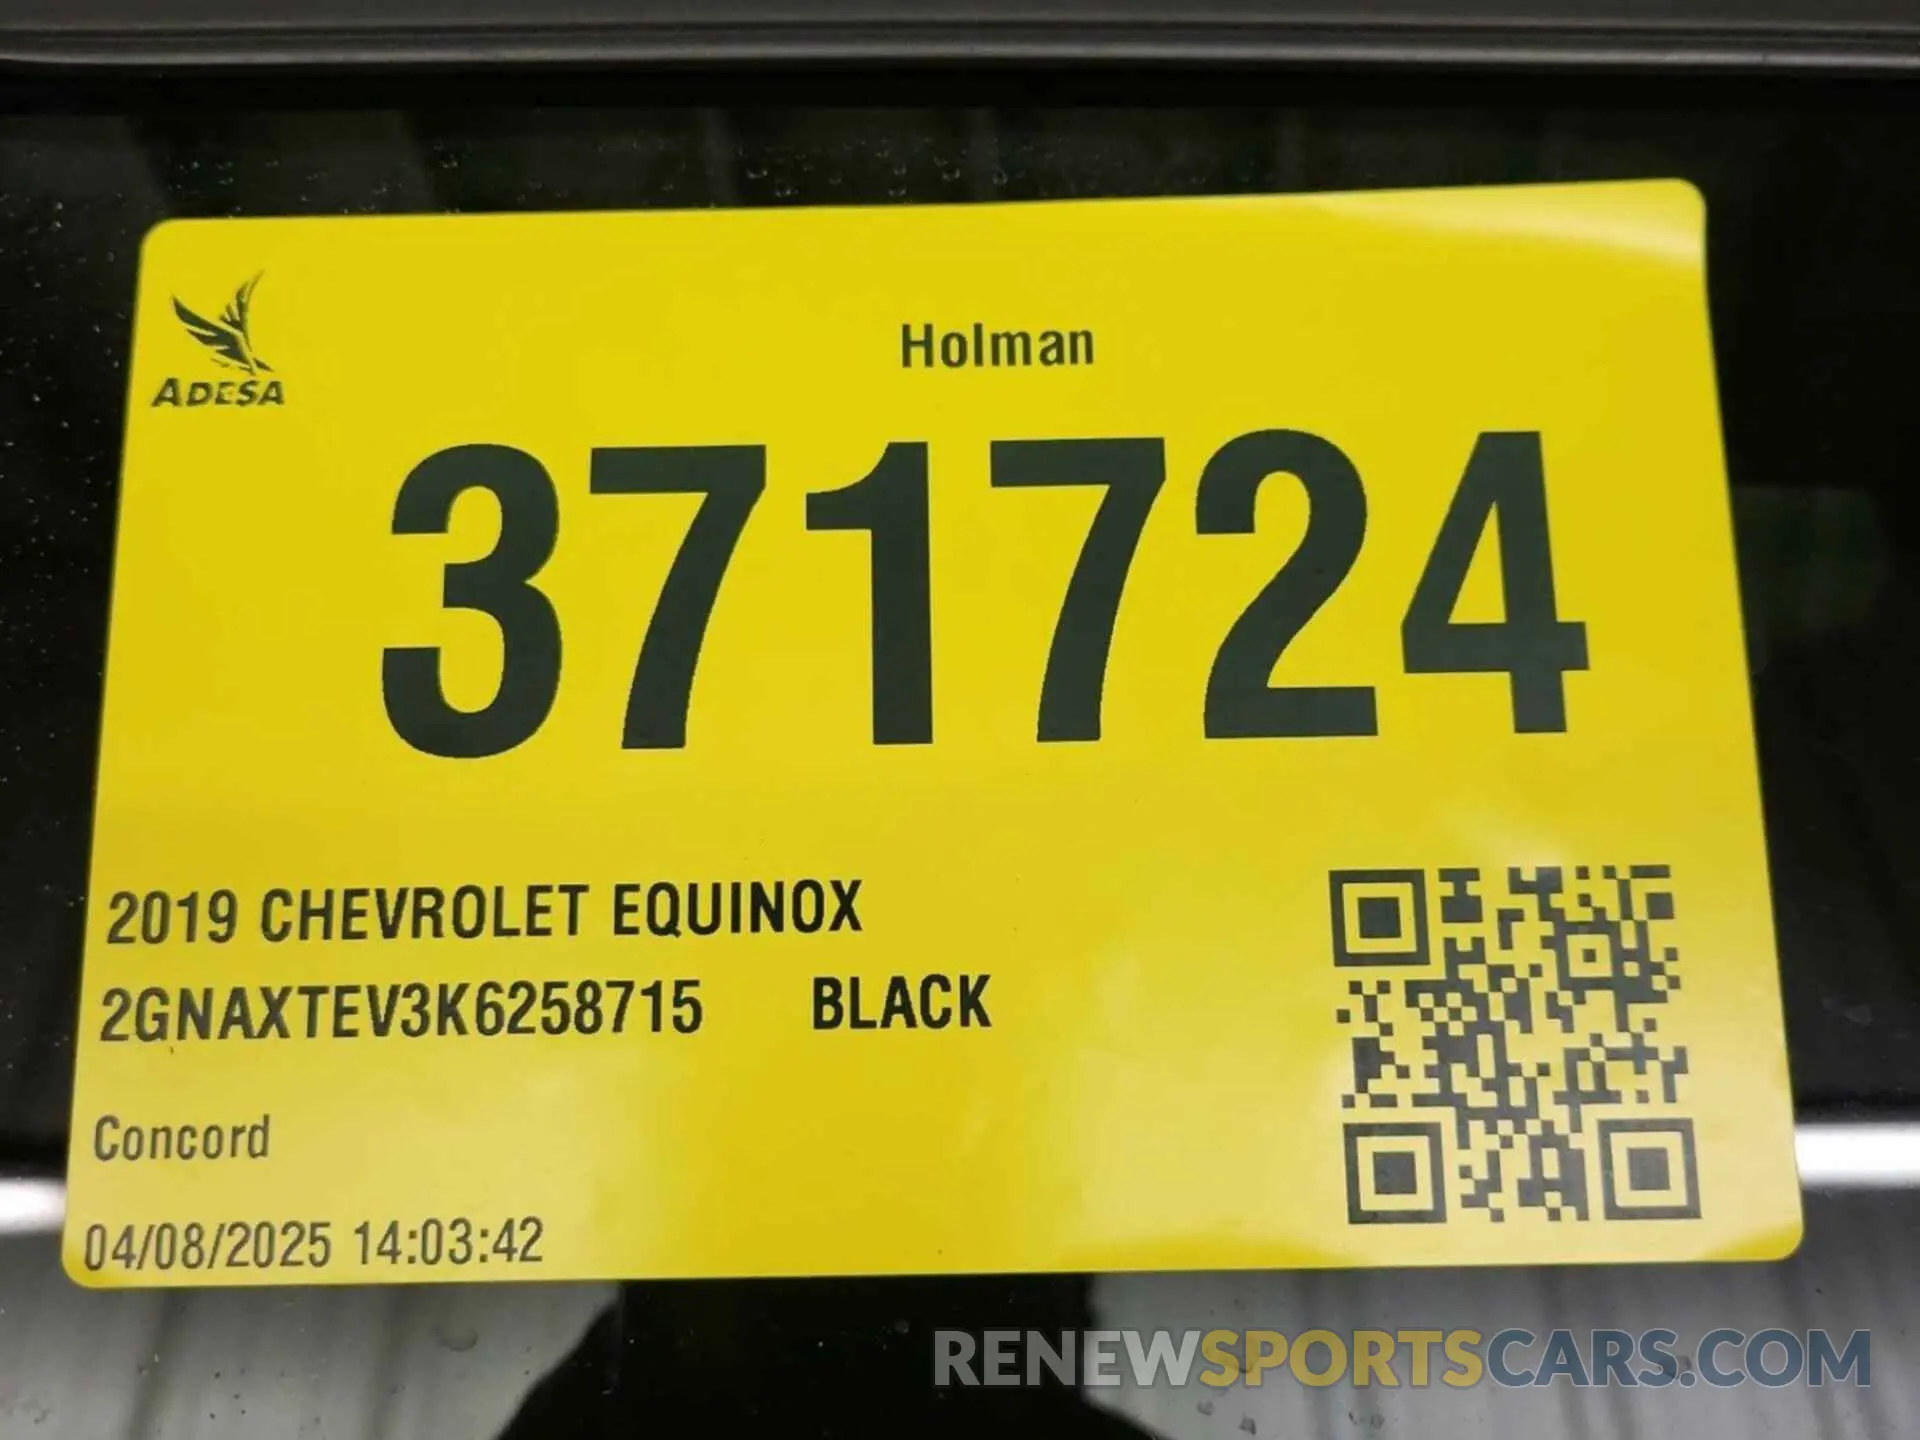 ADESA
Holman
371724
2019 CHEVROLET EQUINOX
2GNAXTEV3K6258715 BLACK
Concord
04/08/2025 14:03:42
RENEWSPORTSCARS.COM